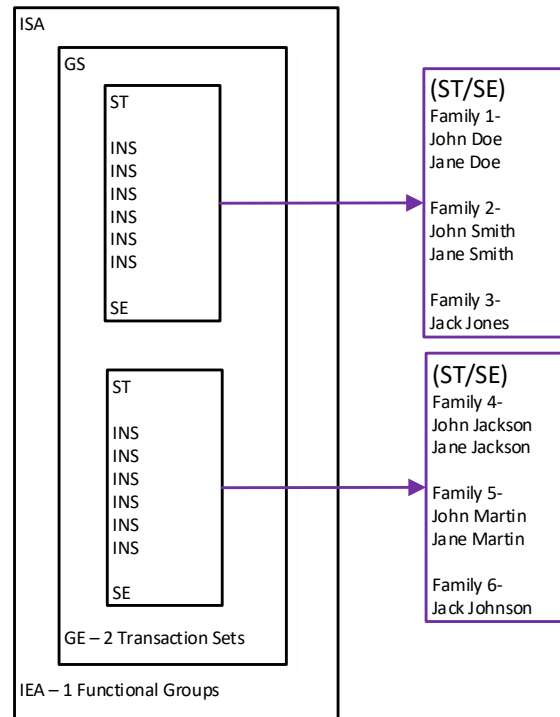 ISA
GS
ST
INS
INS
INS
INS
INS
INS
SE
(ST/SE)
Family 1-
John Doe
Jane Doe
Family 2-
John Smith
Jane Smith
Family 3-
Jack Jones
ST
INS
INS
INS
INS
INS
INS
SE
(ST/SE)
Family 4-
John Jackson
Jane Jackson
Family 5-
John Martin
Jane Martin
Family 6-
Jack Johnson
GE – 2 Transaction Sets
IEA – 1 Functional Groups